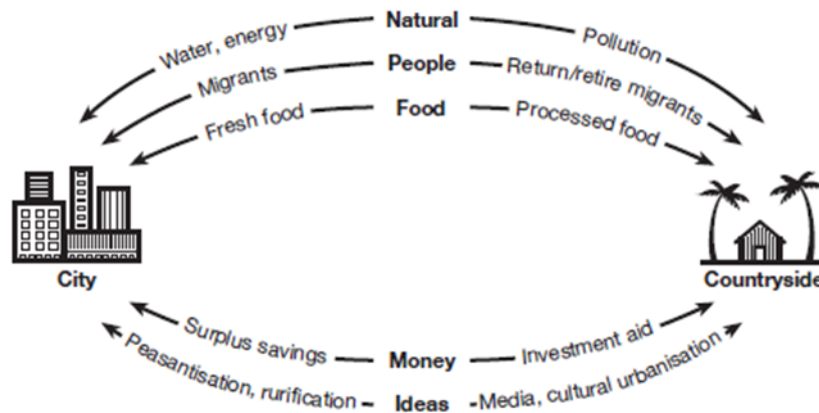 Natural
Water, energy
Pollution
People
Migrants
Return/retire migrants
Food
Fresh food
Processed food
City
Countryside
Surplus savings
Money
Investment aid
Peasantisation, rurification
Ideas
Media, cultural urbanisation